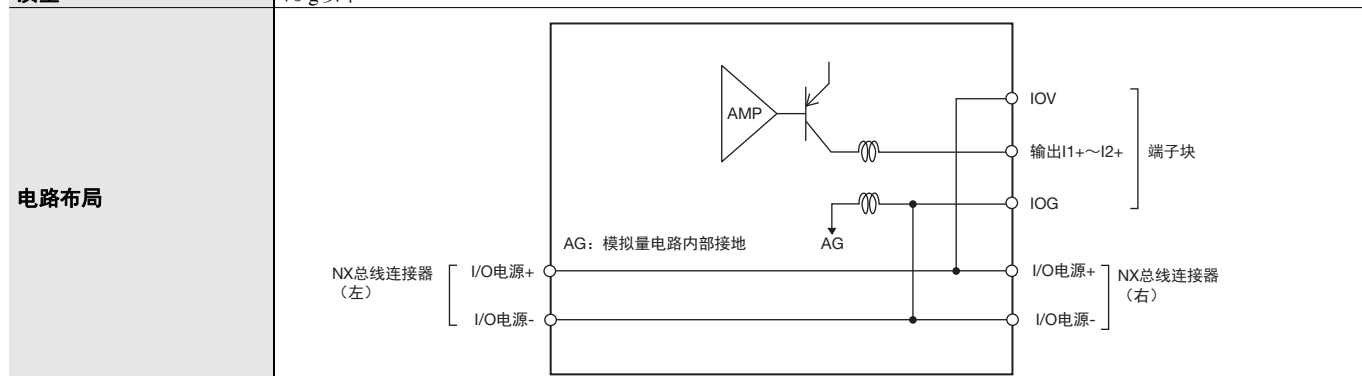 电路布局
AMP
IOV
输出I1+～I2+
端子块
IOG
AG：模拟量电路内部接地
AG
NX总线连接器
（左）
I/O电源+
I/O电源-
I/O电源+
I/O电源-
NX总线连接器
（右）